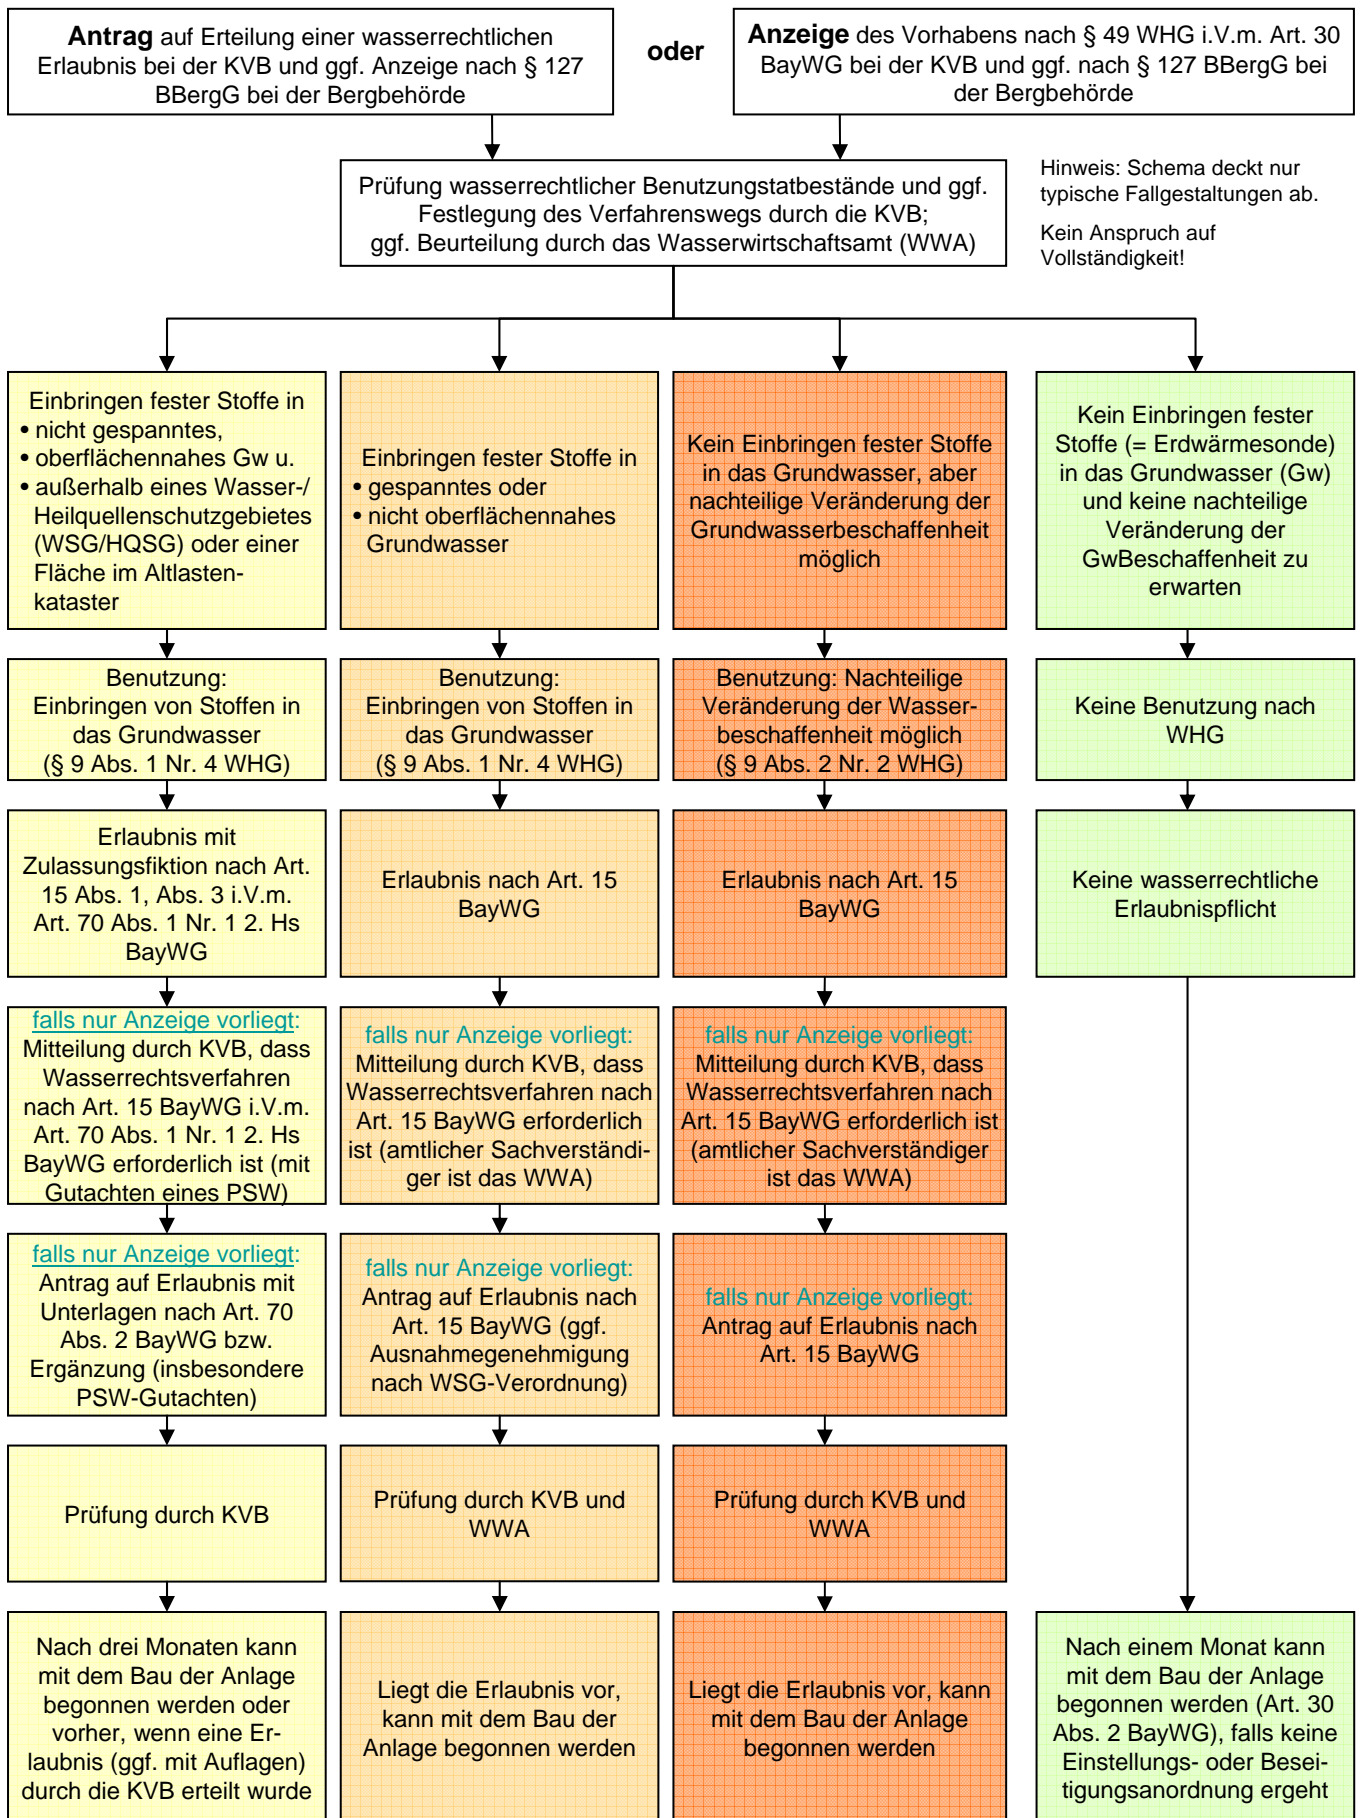 Antrag auf Erteilung einer wasserrechtlichen
Erlaubnis bei der KVB und ggf. Anzeige nach § 127
BBergG bei der Bergbehörde
oder
Anzeige des Vorhabens nach § 49 WHG i.V.m. Art. 30
BayWG bei der KVB und ggf. nach § 127 BBergG bei
der Bergbehörde
Prüfung wasserrechtlicher Benutzungstatbestände und ggf.
Festlegung des Verfahrenswegs durch die KVB;
ggf. Beurteilung durch das Wasserwirtschaftsamt (WWA)
Hinweis: Schema deckt nur
typische Fallgestaltungen ab.
Kein Anspruch auf
Vollständigkeit!
Einbringen fester Stoffe in
• nicht gespanntes,
• oberflächennahes Gw u.
• außerhalb eines Wasser-/
Heilquellenschutzgebietes
(WSG/HQSG) oder einer
Fläche im Altlasten-
kataster
Einbringen fester Stoffe in
• gespanntes oder
• nicht oberflächennahes
Grundwasser
Kein Einbringen fester Stoffe
in das Grundwasser, aber
nachteilige Veränderung der
Grundwasserbeschaffenheit
möglich
Kein Einbringen fester
Stoffe (= Erdwärmesonde)
in das Grundwasser (Gw)
und keine nachteilige
Veränderung der
GwBeschaffenheit zu
erwarten
Benutzung:
Einbringen von Stoffen in
das Grundwasser
(§ 9 Abs. 1 Nr. 4 WHG)
Benutzung:
Einbringen von Stoffen in
das Grundwasser
(§ 9 Abs. 1 Nr. 4 WHG)
Benutzung: Nachteilige
Veränderung der Wasser-
beschaffenheit möglich
(§ 9 Abs. 2 Nr. 2 WHG)
Keine Benutzung nach
WHG
Erlaubnis mit
Zulassungsfiktion nach Art.
15 Abs. 1, Abs. 3 i.V.m.
Art. 70 Abs. 1 Nr. 1 2. Hs
BayWG
Erlaubnis nach Art. 15
BayWG
Erlaubnis nach Art. 15
BayWG
Keine wasserrechtliche
Erlaubnispflicht
falls nur Anzeige vorliegt:
Mitteilung durch KVB, dass
Wasserrechtsverfahren
nach Art. 15 BayWG i.V.m.
Art. 70 Abs. 1 Nr. 1 2. Hs
BayWG erforderlich ist (mit
Gutachten eines PSW)
falls nur Anzeige vorliegt:
Mitteilung durch KVB, dass
Wasserrechtsverfahren nach
Art. 15 BayWG erforderlich
ist (amtlicher Sachverständi-
ger ist das WWA)
falls nur Anzeige vorliegt:
Mitteilung durch KVB, dass
Wasserrechtsverfahren nach
Art. 15 BayWG erforderlich ist
(amtlicher Sachverständiger
ist das WWA)
falls nur Anzeige vorliegt:
Antrag auf Erlaubnis mit
Unterlagen nach Art. 70
Abs. 2 BayWG bzw.
Ergänzung (insbesondere
PSW-Gutachten)
falls nur Anzeige vorliegt:
Antrag auf Erlaubnis nach
Art. 15 BayWG (ggf.
Ausnahmegenehmigung
nach WSG-Verordnung)
falls nur Anzeige vorliegt:
Antrag auf Erlaubnis nach
Art. 15 BayWG
Prüfung durch KVB
Prüfung durch KVB und
WWA
Prüfung durch KVB und
WWA
Nach drei Monaten kann
mit dem Bau der Anlage
begonnen werden oder
vorher, wenn eine Er-
laubnis (ggf. mit Auflagen)
durch die KVB erteilt wurde
Liegt die Erlaubnis vor,
kann mit dem Bau der
Anlage begonnen werden
Liegt die Erlaubnis vor, kann
mit dem Bau der Anlage
begonnen werden
Nach einem Monat kann
mit dem Bau der Anlage
begonnen werden (Art. 30
Abs. 2 BayWG), falls keine
Einstellungs- oder Besei-
tigungsanordnung ergeht